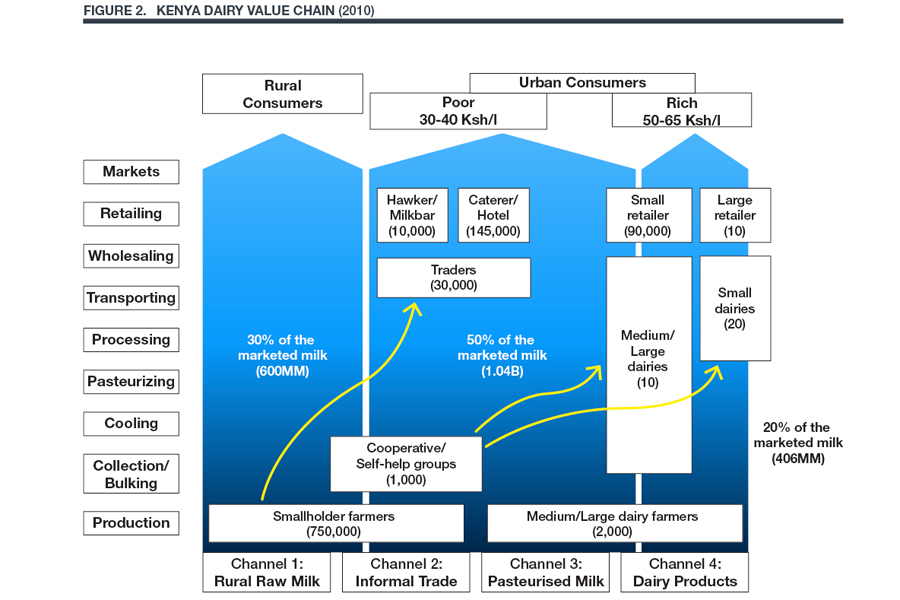 FIGURE 2. KENYA DAIRY VALUE CHAIN (2010)
Rural
Consumers
Urban Consumers
Poor
30-40 Ksh/l
Rich
50-65 Ksh/l
Markets
Retailing
Wholesaling
Transporting
Processing
Pasteurizing
Cooling
Collection/
Bulking
Production
Hawker/
Milkbar
(10,000)
Caterer/
Hotel
(145,000)
Small
retailer
(90,000)
Large
retailer
(10)
Traders
(30,000)
Medium/
Large
dairies
(10)
Small
dairies
(20)
30% of the
marketed milk
(600MM)
50% of the
marketed milk
(1.04B)
20% of the
marketed milk
(406MM)
Cooperative/
Self-help groups
(1,000)
Smallholder farmers
(750,000)
Medium/Large dairy farmers
(2,000)
Channel 1:
Rural Raw Milk
Channel 2:
Informal Trade
Channel 3:
Pasteurised Milk
Channel 4:
Dairy Products